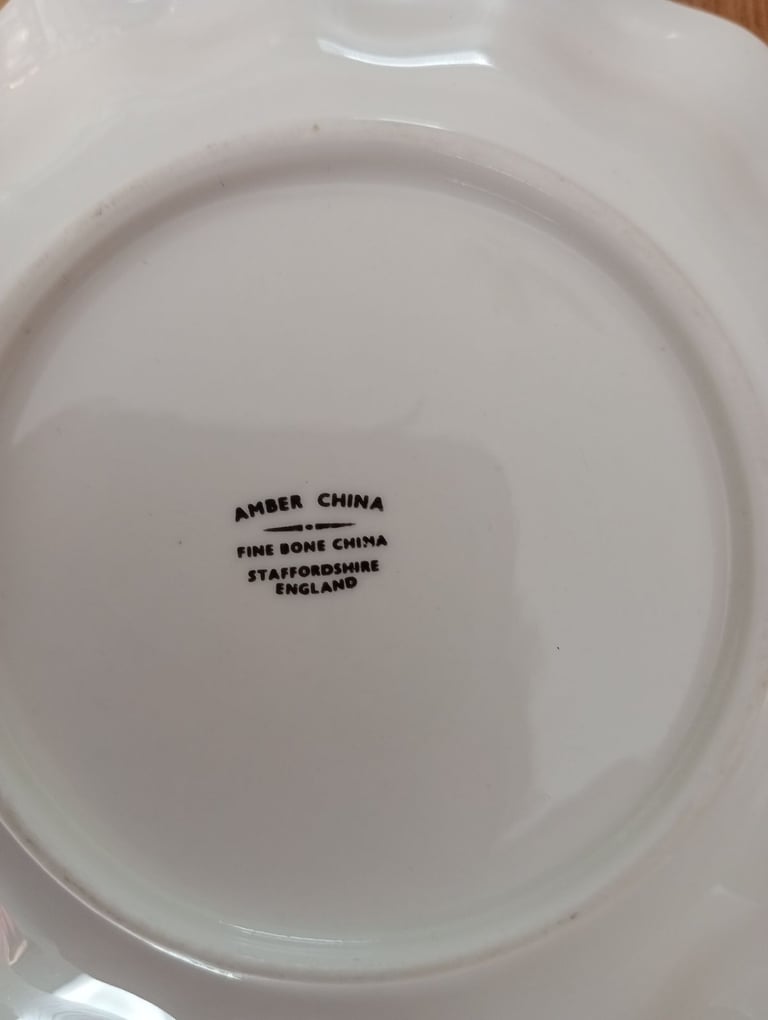 AMBER CHINA
FINE BONE CHINA
STAFFORDSHIRE
ENGLAND